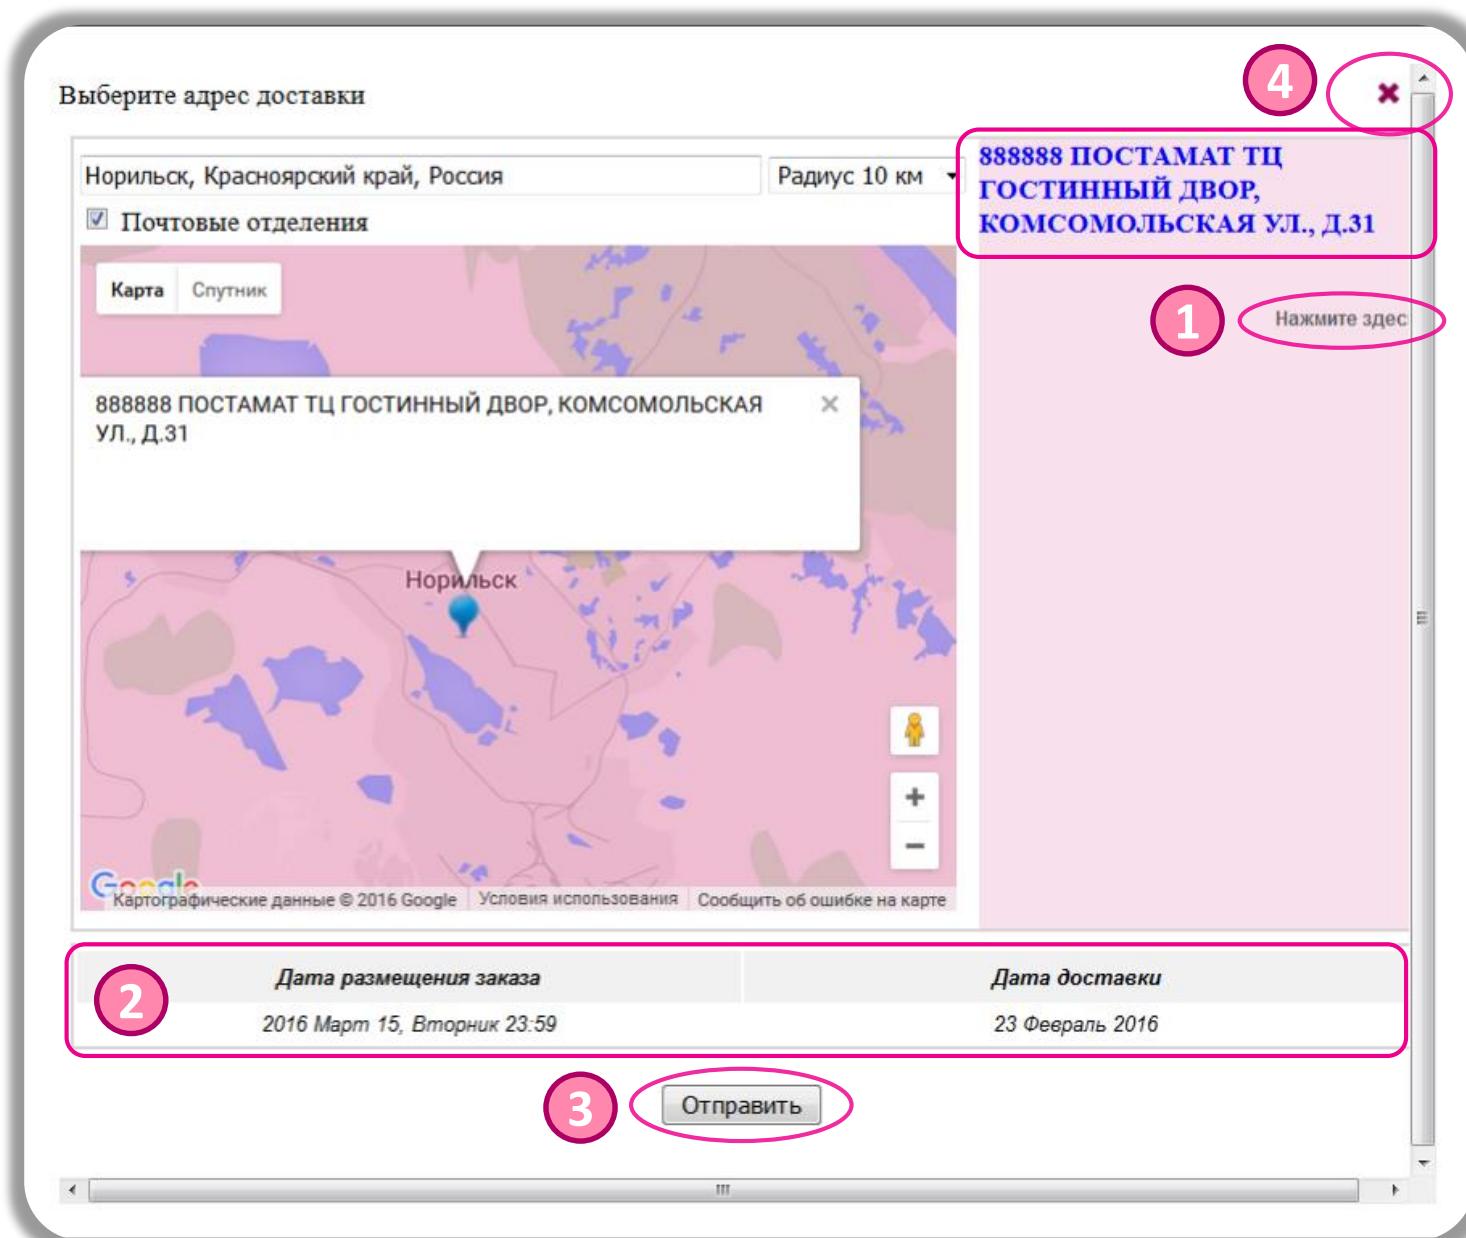 4
Выберите адрес доставки
Норильск, Красноярский край, Россия
Радиус 10 км
Почтовые отделения
888888 ПОСТАМАТ ТЦ
ГОСТИННЫЙ ДВОР,
КОМСОМОЛЬСКАЯ УЛ., Д.31
Карта Спутник
1
Нажмите здес
888888 ПОСТАМАТ ТЦ ГОСТИННЫЙ ДВОР, КОМСОМОЛЬСКАЯ
УЛ., Д.31
Норильск
Google
Картографические данные © 2016 Google
Условия использования
Сообщить об ошибке на карте
2
Дата размещения заказа
Дата доставки
2016 Март 15, Вторник 23:59
23 Февраль 2016
3
Отправить